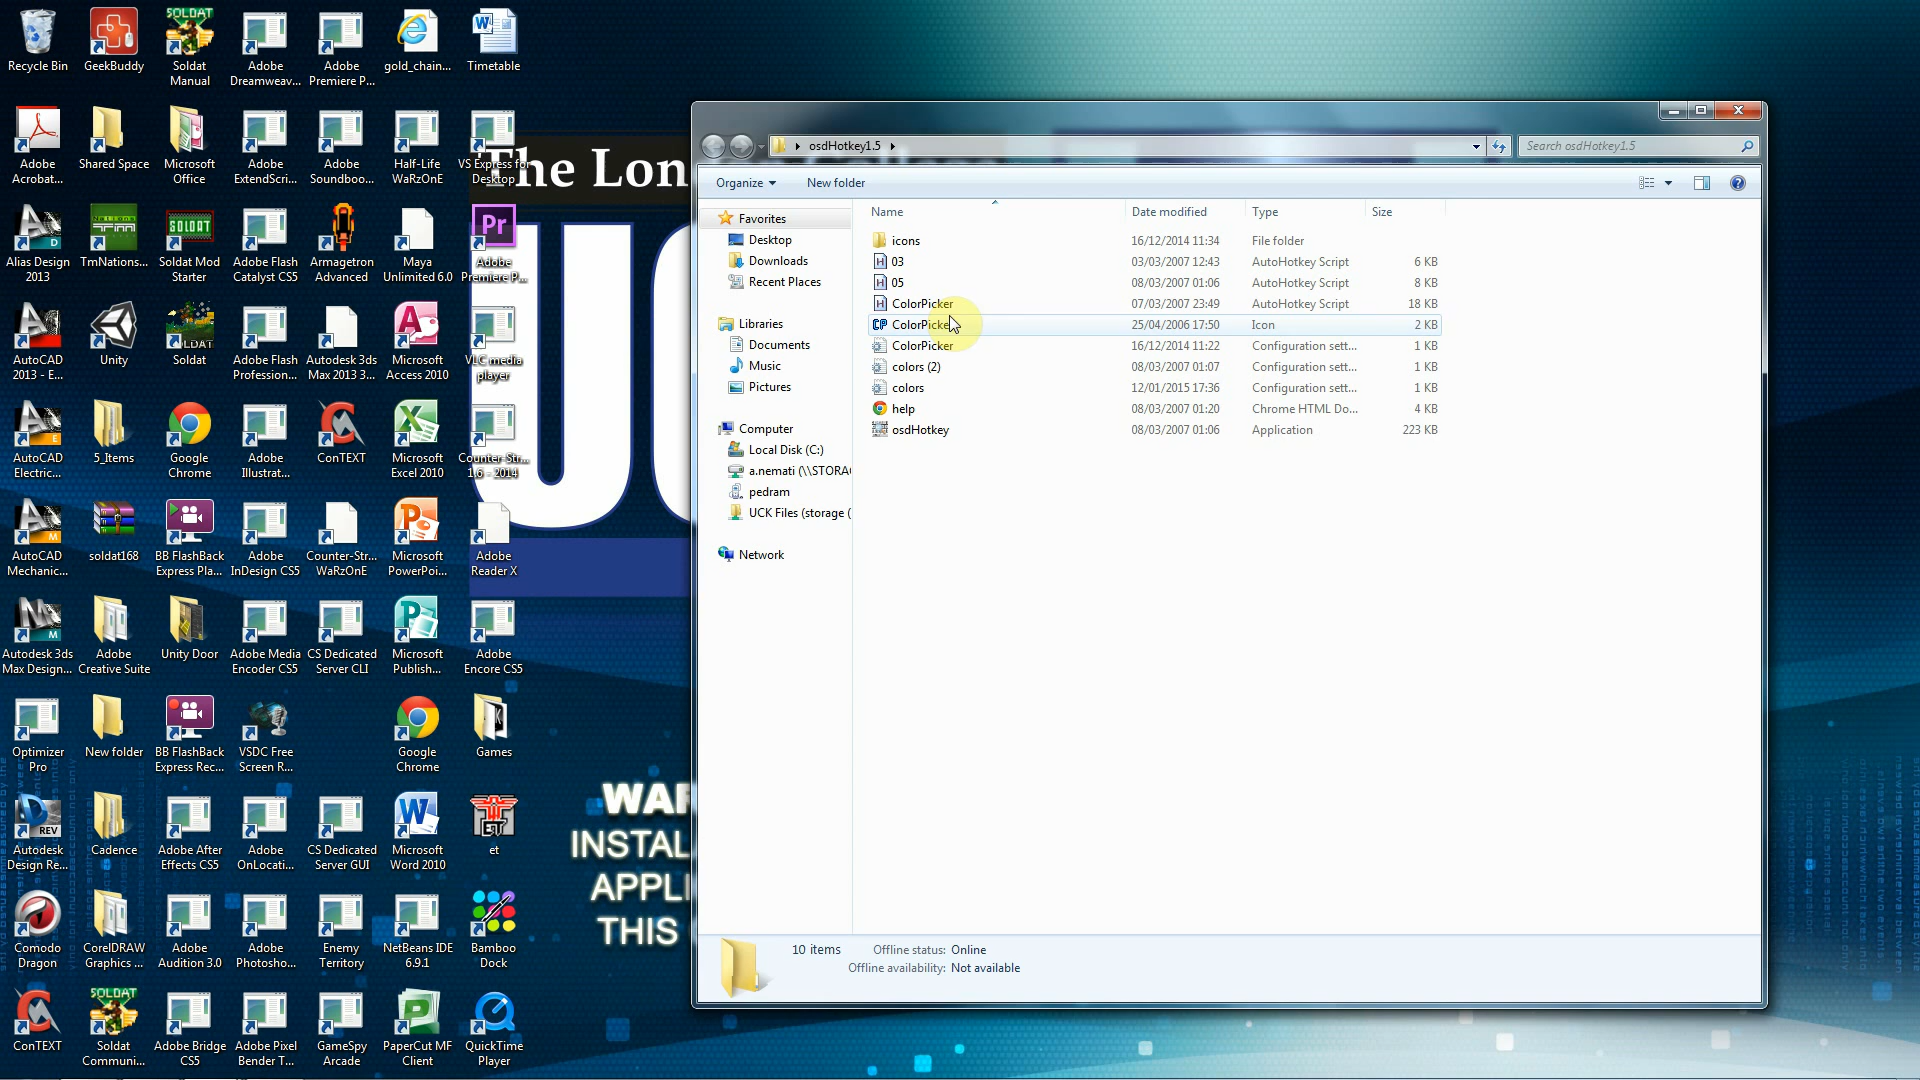 Recycle Bin
GeekBuddy
Soldat
Manual
Adobe
Dreamweav...
Adobe
Premiere P...
gold_chain...
Timetable
Adobe
Acrobat...
Shared Space
Microsoft
Office
Adobe
ExtendScri...
Adobe
Soundboo...
Half-Life
WaRzOnE
VS Express for
Desktop
The Lon
Alias Design
2013
TmNations...
Soldat Mod
Starter
Adobe Flash
Catalyst CS5
Armagetron
Advanced
Maya
Unlimited 6.0
Adobe
Premiere P...
AutoCAD
2013 - E...
Unity
Soldat
Adobe Flash
Profession...
Autodesk 3ds
Max 2013 3...
Microsoft
Access 2010
VLC media
player
AutoCAD
Electric...
5_Items
Google
Chrome
Adobe
Illustrat...
ConTEXT
Microsoft
Excel 2010
Counter-Str...
1.6 - 2014
AutoCAD
Mechanic...
soldat168
BB FlashBack
Express Pla...
Adobe
InDesign CS5
Counter-Str...
WaRzOnE
Microsoft
PowerPoi...
Adobe
Reader X
Autodesk 3ds
Max Design...
Adobe
Creative Suite
Unity Door
Adobe Media
Encoder CS5
CS Dedicated
Server CLI
Microsoft
Publish...
Adobe
Encore CS5
Optimizer
Pro
New folder
BB FlashBack
Express Rec...
VSDC Free
Screen R...
Google
Chrome
Games
Autodesk
Design Re...
Cadence
Adobe After
Effects CS5
Adobe
OnLocati...
CS Dedicated
Server GUI
Microsoft
Word 2010
et
Comodo
Dragon
CorelDRAW
Graphics ...
Adobe
Audition 3.0
Adobe
Photosho...
Enemy
Territory
NetBeans IDE
6.9.1
Bamboo
Dock
ConTEXT
Soldat
Communi...
Adobe Bridge
CS5
Adobe Pixel
Bender T...
GameSpy
Arcade
PaperCut MF
Client
QuickTime
Player
INSTAL
APPLI
THIS
osdHotkey1.5
Search osdHotkey1.5
Organize
New folder
Favorites
Desktop
Downloads
Recent Places
Libraries
Documents
Music
Pictures
Computer
Local Disk (C:)
a.nemati (\\STORA
pedram
UCK Files (storage (
Network
Name Date modified Type Size
icons 16/12/2014 11:34 File folder
03 03/03/2007 12:43 AutoHotkey Script 6 KB
05 08/03/2007 01:06 AutoHotkey Script 8 KB
ColorPicker 07/03/2007 23:49 AutoHotkey Script 18 KB
ColorPicker 25/04/2006 17:50 Icon 2 KB
ColorPicker 16/12/2014 11:22 Configuration sett... 1 KB
colors (2) 08/03/2007 01:07 Configuration sett... 1 KB
colors 12/01/2015 17:36 Configuration sett... 1 KB
help 08/03/2007 01:20 Chrome HTML Do... 4 KB
osdHotkey 08/03/2007 01:06 Application 223 KB
10 items Offline status: Online
Offline availability: Not available